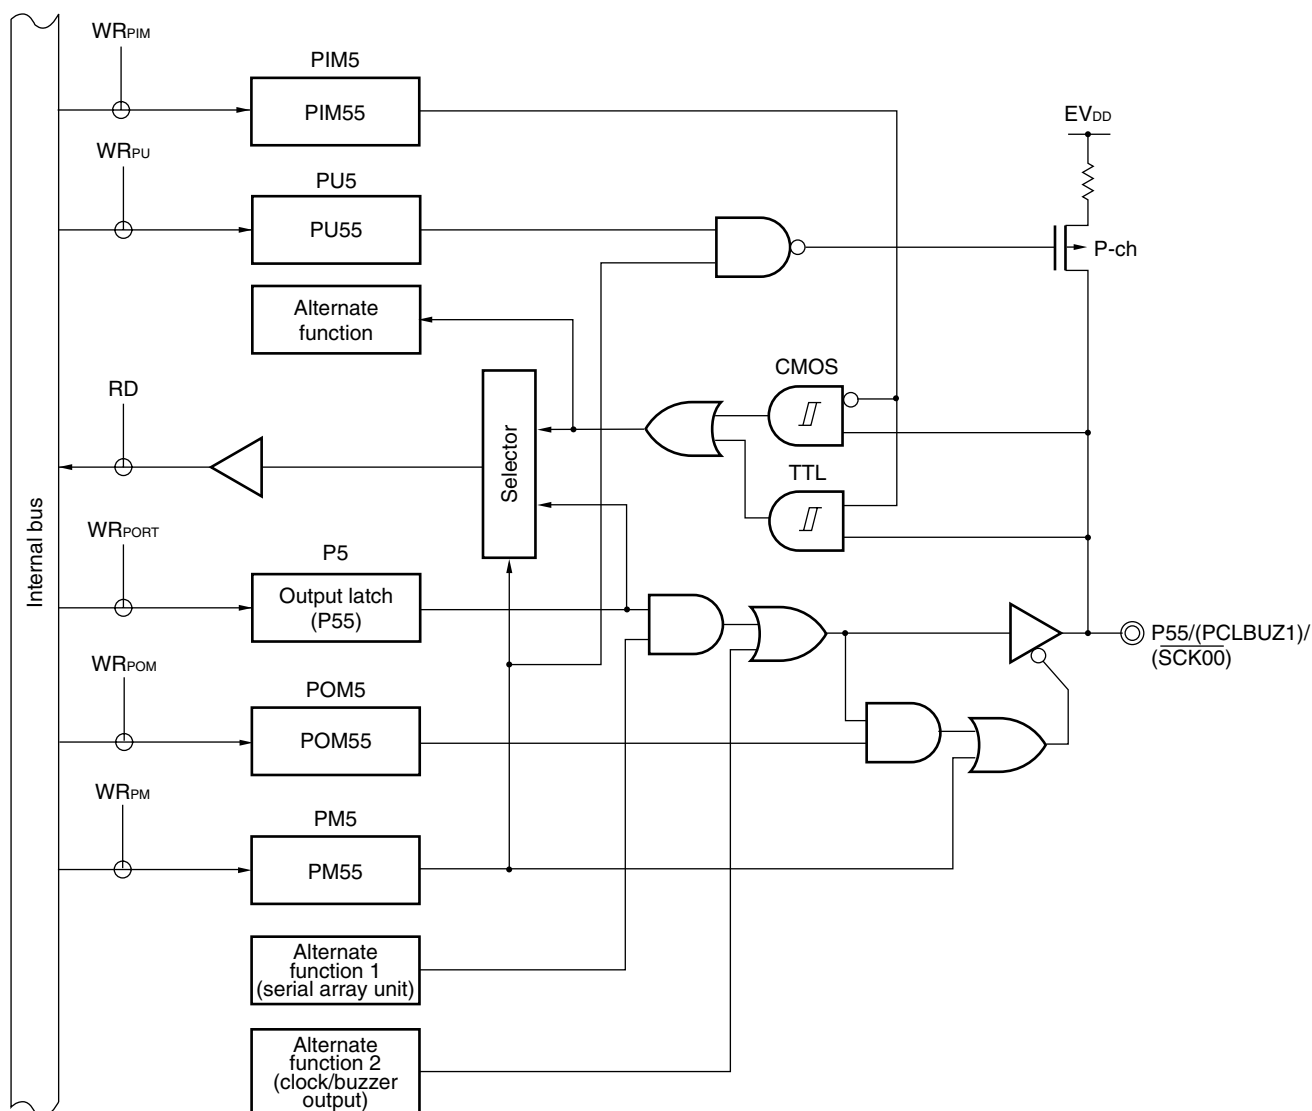 WRPIM
PIM5
PIM55
EVDD
WRPU
PU5
PU55
P-ch
Alternate
function
CMOS
RD
Selector
TTL
Internal bus
WRPORT
P5
Output latch
(P55)
P55/(PCLBUZ1)/
(SCK00)
WRPOM
POM5
POM55
WRPM
PM5
PM55
Alternate
function 1
(serial array unit)
Alternate
function 2
(clock/buzzer
output)